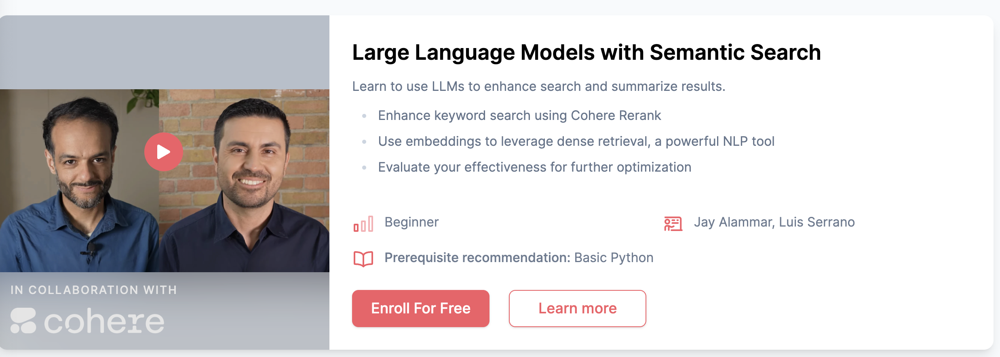 Large Language Models with Semantic Search
Learn to use LLMs to enhance search and summarize results.
Enhance keyword search using Cohere Rerank
Use embeddings to leverage dense retrieval, a powerful NLP tool
Evaluate your effectiveness for further optimization
Beginner
Jay Alammar, Luis Serrano
Prerequisite recommendation: Basic Python
Enroll For Free
Learn more
IN COLLABORATION WITH
cohere